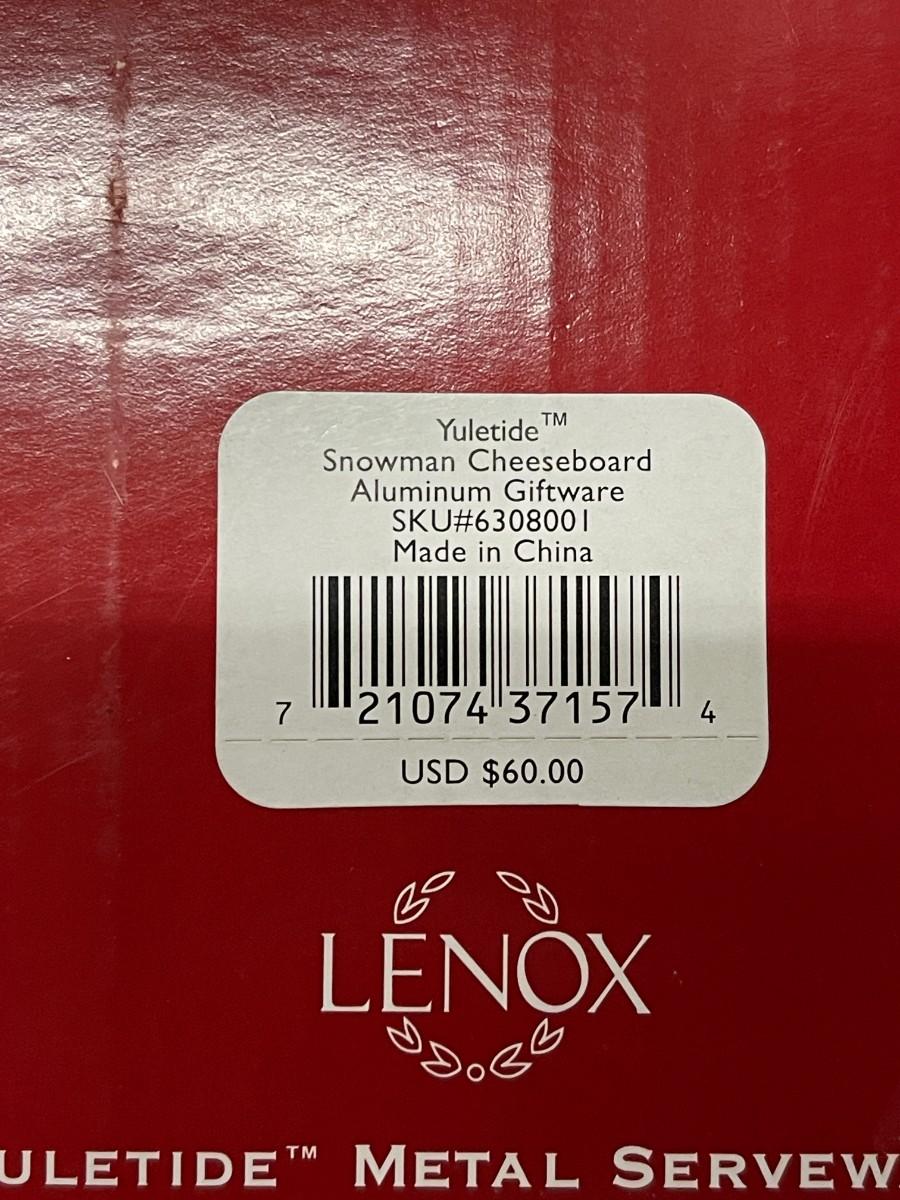 Yuletide™
Snowman Cheeseboard
Aluminum Giftware
SKU#6308001
Made in China
7 21074 37157 4
USD $60.00
LENOX
ULETIDE™ METAL SERVEW